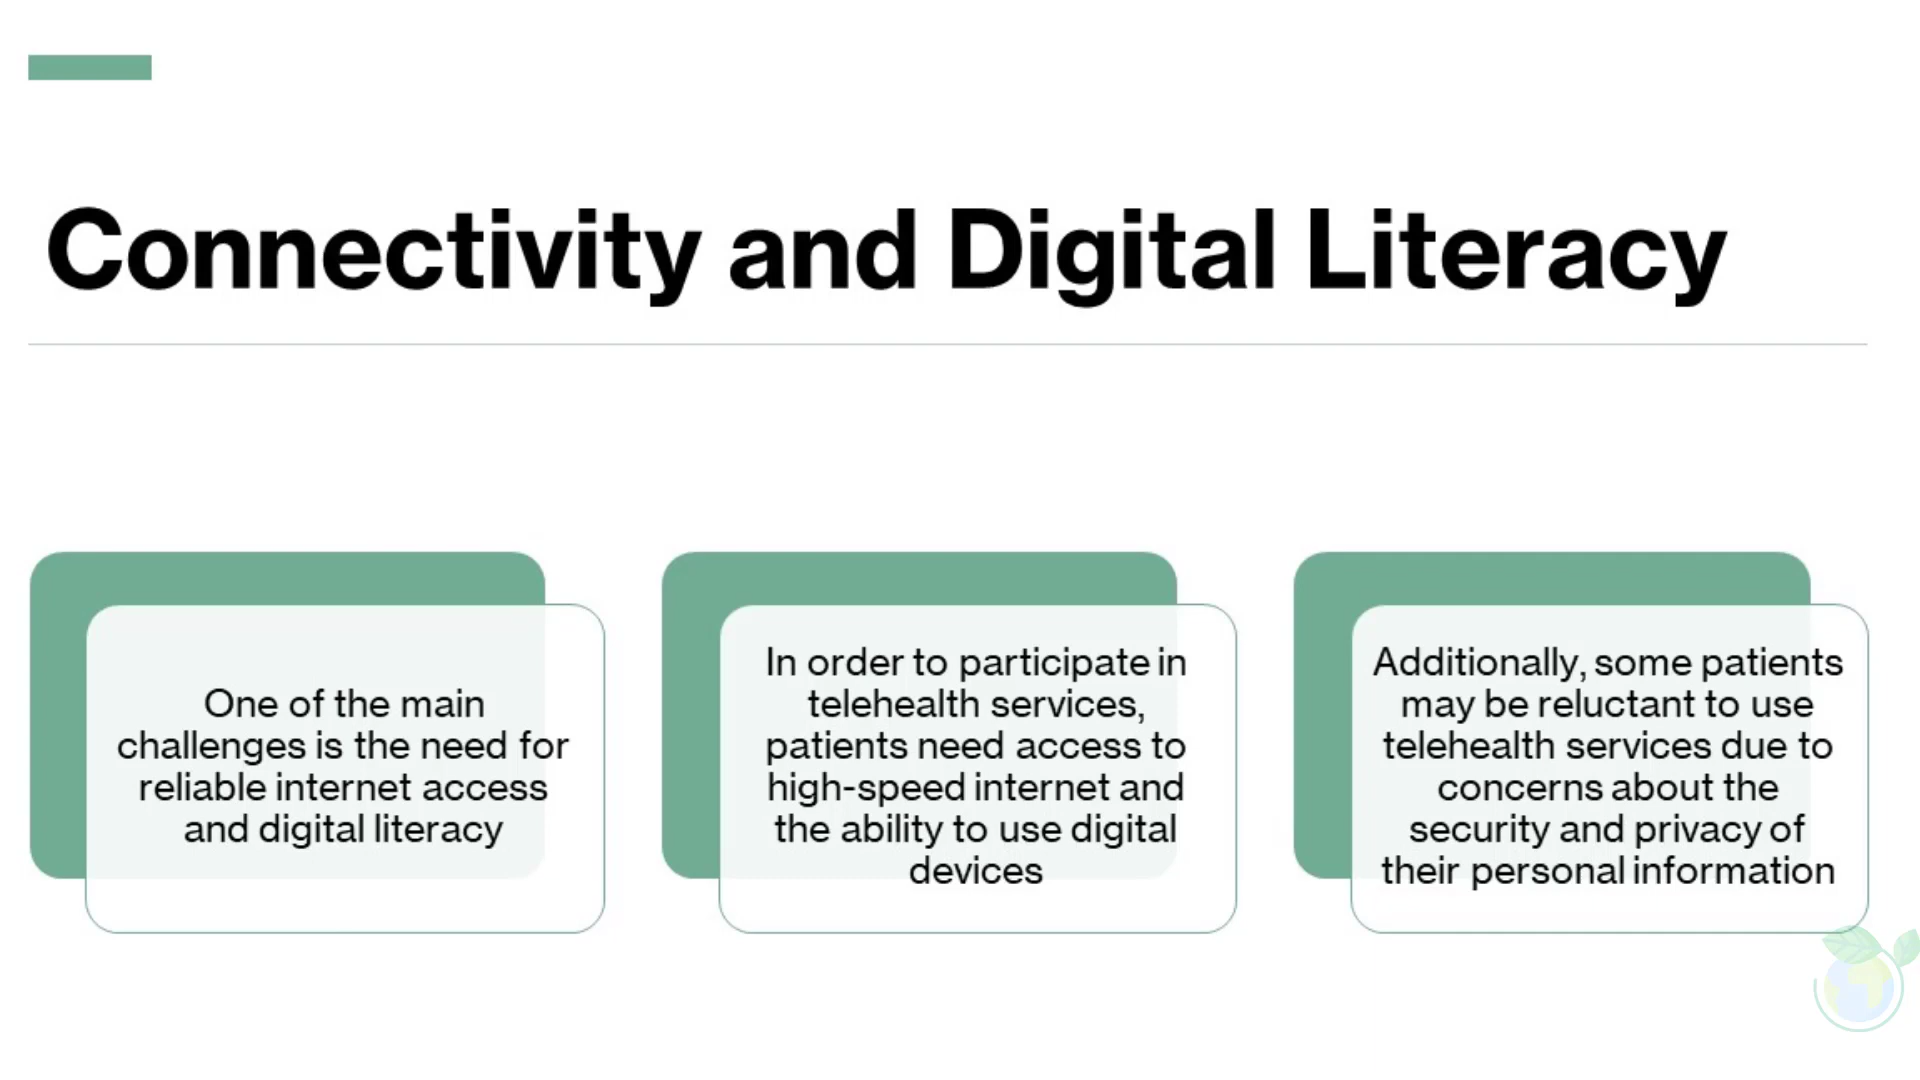 Connectivity and Digital Literacy
One of the main
challenges is the need for
reliable internet access
and digital literacy
In order to participate in
telehealth services,
patients need access to
high-speed internet and
the ability to use digital
devices
Additionally, some patients
may be reluctant to use
telehealth services due to
concerns about the
security and privacy of
their personal information